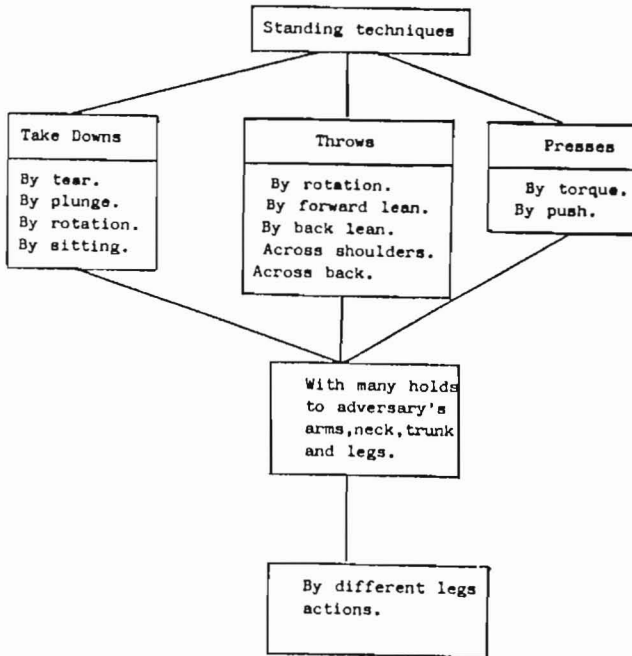 Standing techniques
Take Downs
By tear.
By plunge.
By rotation.
By sitting.
Throws
By rotation.
By forward lean.
By back lean.
Across shoulders.
Across back.
Presses
By torque.
By push.
With many holds
to adversary's
arms,neck,trunk
and legs.
By different legs
actions.